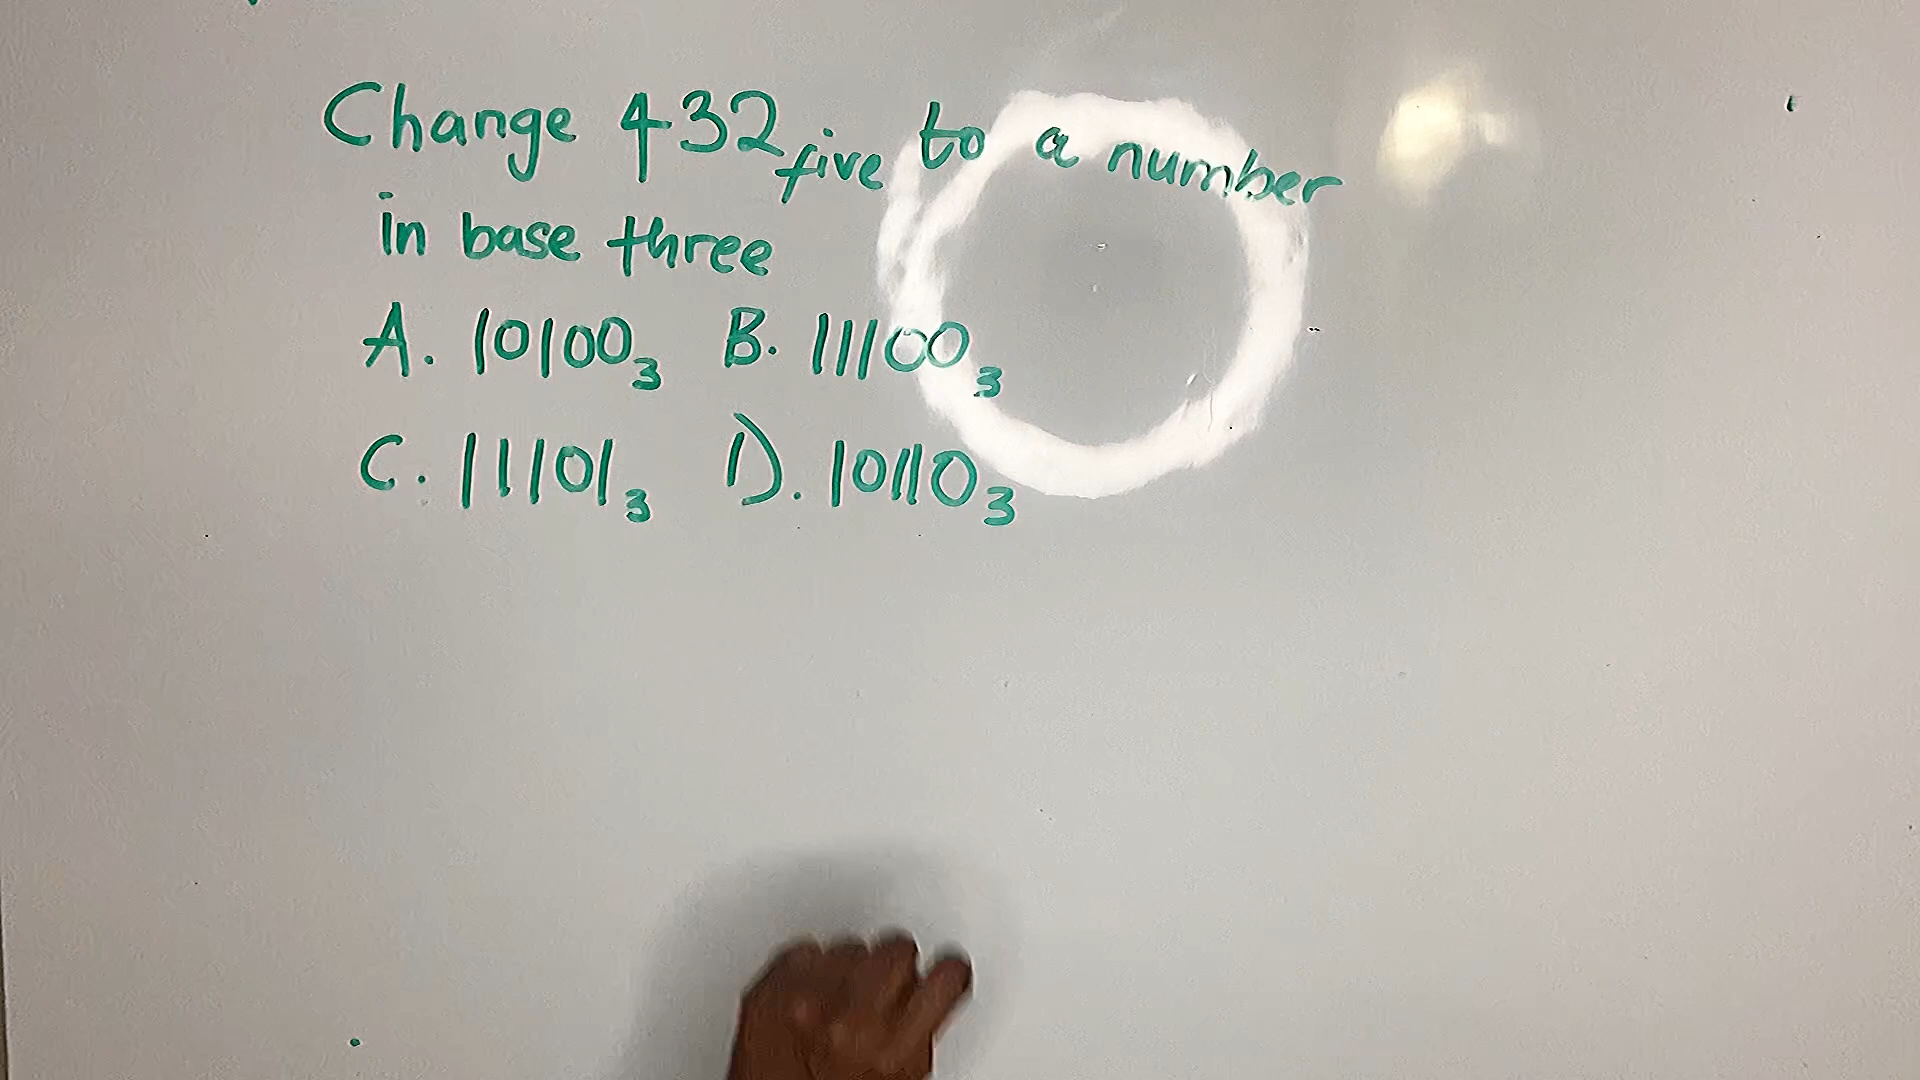 Change 432five to a number
in base three
A. 10100₃ B. 11100₃
C. 11101₃ D. 10110₃